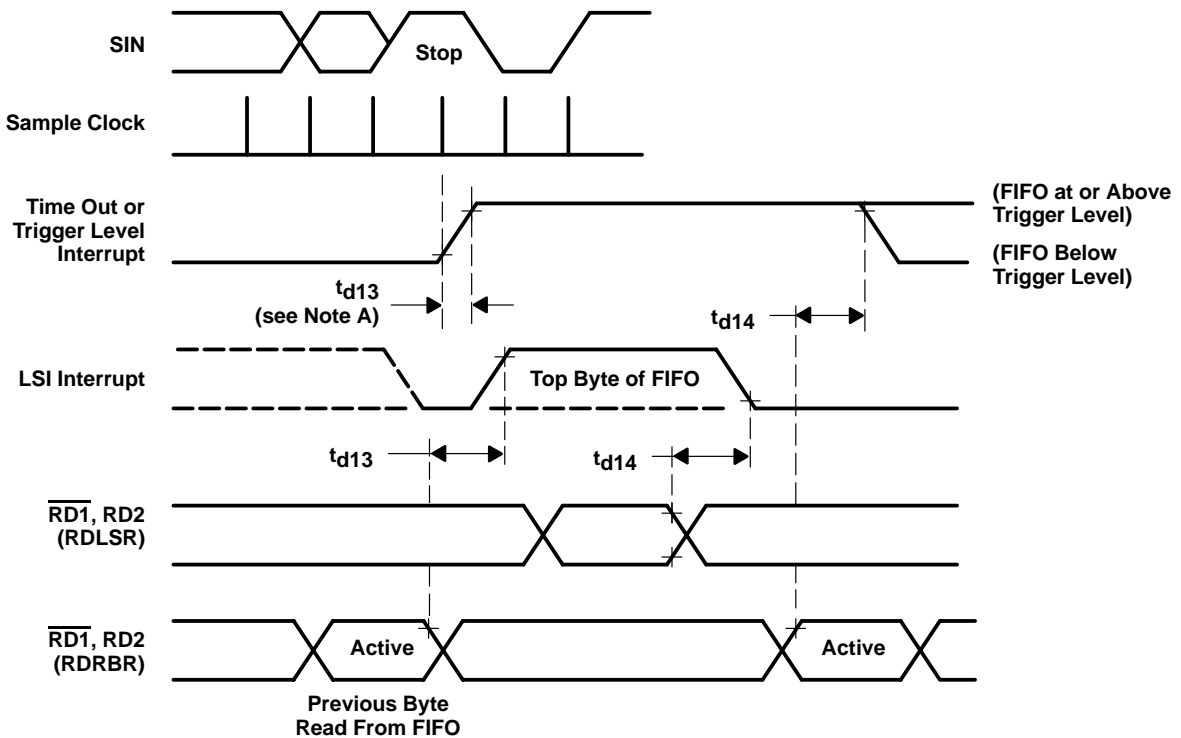 SIN
Stop
Sample Clock
Time Out or
Trigger Level
Interrupt
(FIFO at or Above
Trigger Level)
(FIFO Below
Trigger Level)
td13
(see Note A)
td14
LSI Interrupt
Top Byte of FIFO
td13
td14
RD1, RD2
(RDLSR)
RD1, RD2
(RDRBR)
Active
Active
Previous Byte
Read From FIFO